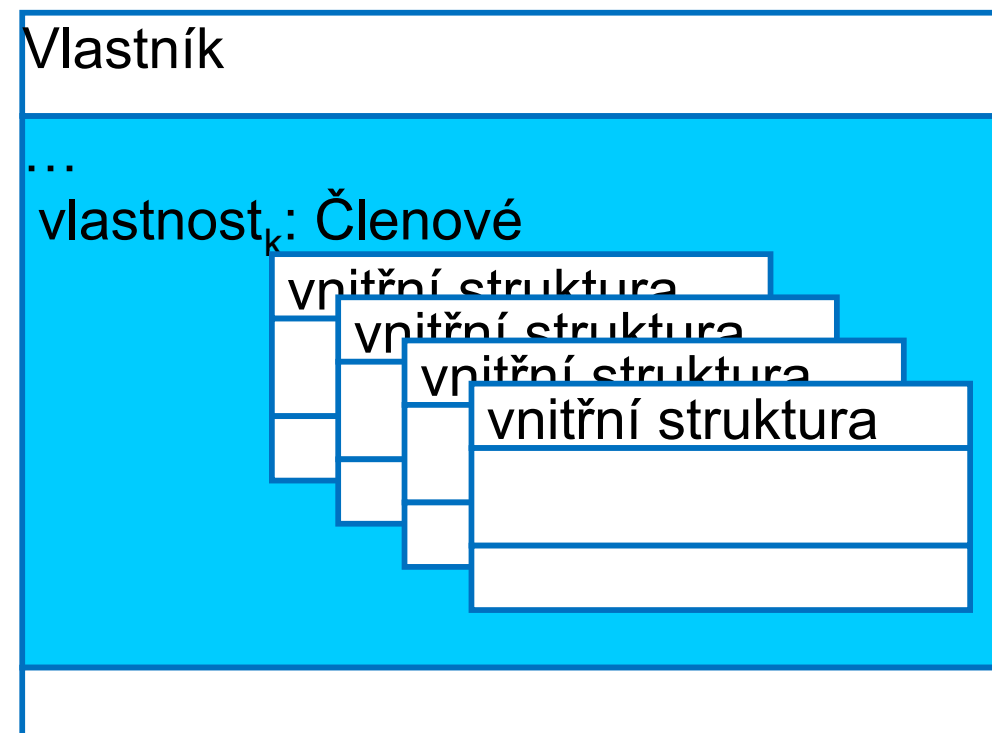 Vlastník
…
vlastnostk: Členové
vnitřní struktura
vnitřní struktura
vnitřní struktura
vnitřní struktura